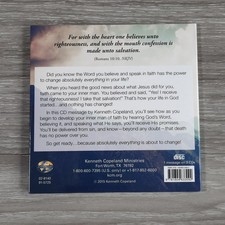 For with the heart one believes unto
righteousness, and with the mouth confession is
made unto salvation.
(Romans 10:10, NKJV)
Did you know the Word you believe and speak in faith has the power
to change absolutely everything in your life?
When you heard the good news about what Jesus did for you,
faith came to your inner man. You believed and said, "Yes! I receive
that righteousness! I take that salvation!" That's how your life in God
started ...and nothing has changed!
In this CD message by Kenneth Copeland, you'll see how as you
begin to develop your inner man of faith by hearing God's Word,
believing it, and speaking what He says, you'll receive His promises.
You'll be delivered from sin, and know—beyond any doubt— that death
has no power over you.
So get ready...because absolutely everything is about to change!
Kenneth Copeland Ministries
Fort Worth, TX 76192
kcm.org
© 2015 Kenneth Copeland